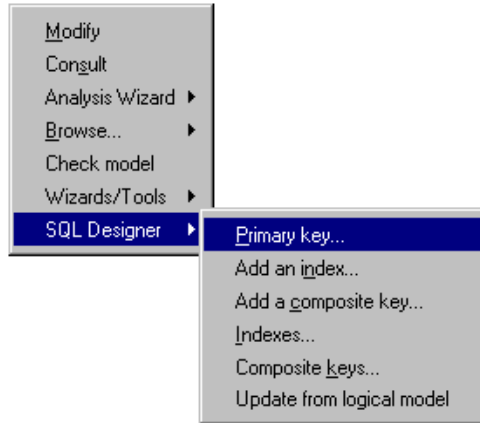 Modify
Consult
Analysis Wizard
Browse...
Check model
Wizards/Tools
SQL Designer
Primary key...
Add an index...
Add a composite key...
Indexes...
Composite keys...
Update from logical model